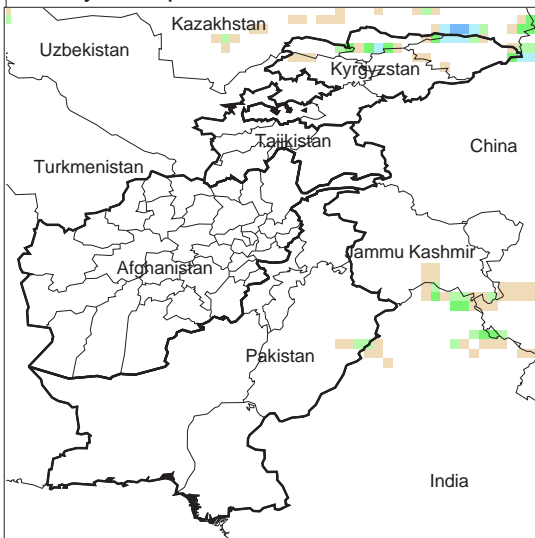 Kazakhstan
Uzbekistan
Kyrgyzstan
Tajikistan
China
Turkmenistan
Jammu Kashmir
Afghanistan
Pakistan
India